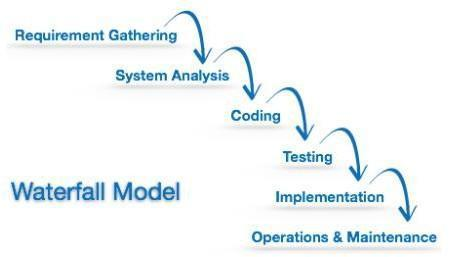 Requirement Gathering
System Analysis
Coding
Testing
Waterfall Model
Implementation
Operations & Maintenance